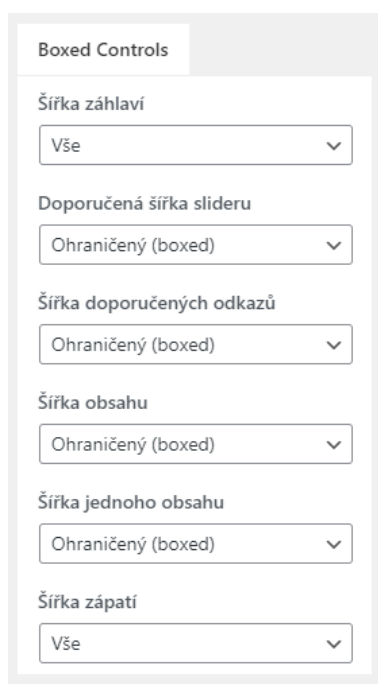 Boxed Controls
Šířka záhlaví
Vše
Doporučená šířka slideru
Ohraničený (boxed)
Šířka doporučených odkazů
Ohraničený (boxed)
Šířka obsahu
Ohraničený (boxed)
Šířka jednoho obsahu
Ohraničený (boxed)
Šířka zápatí
Vše